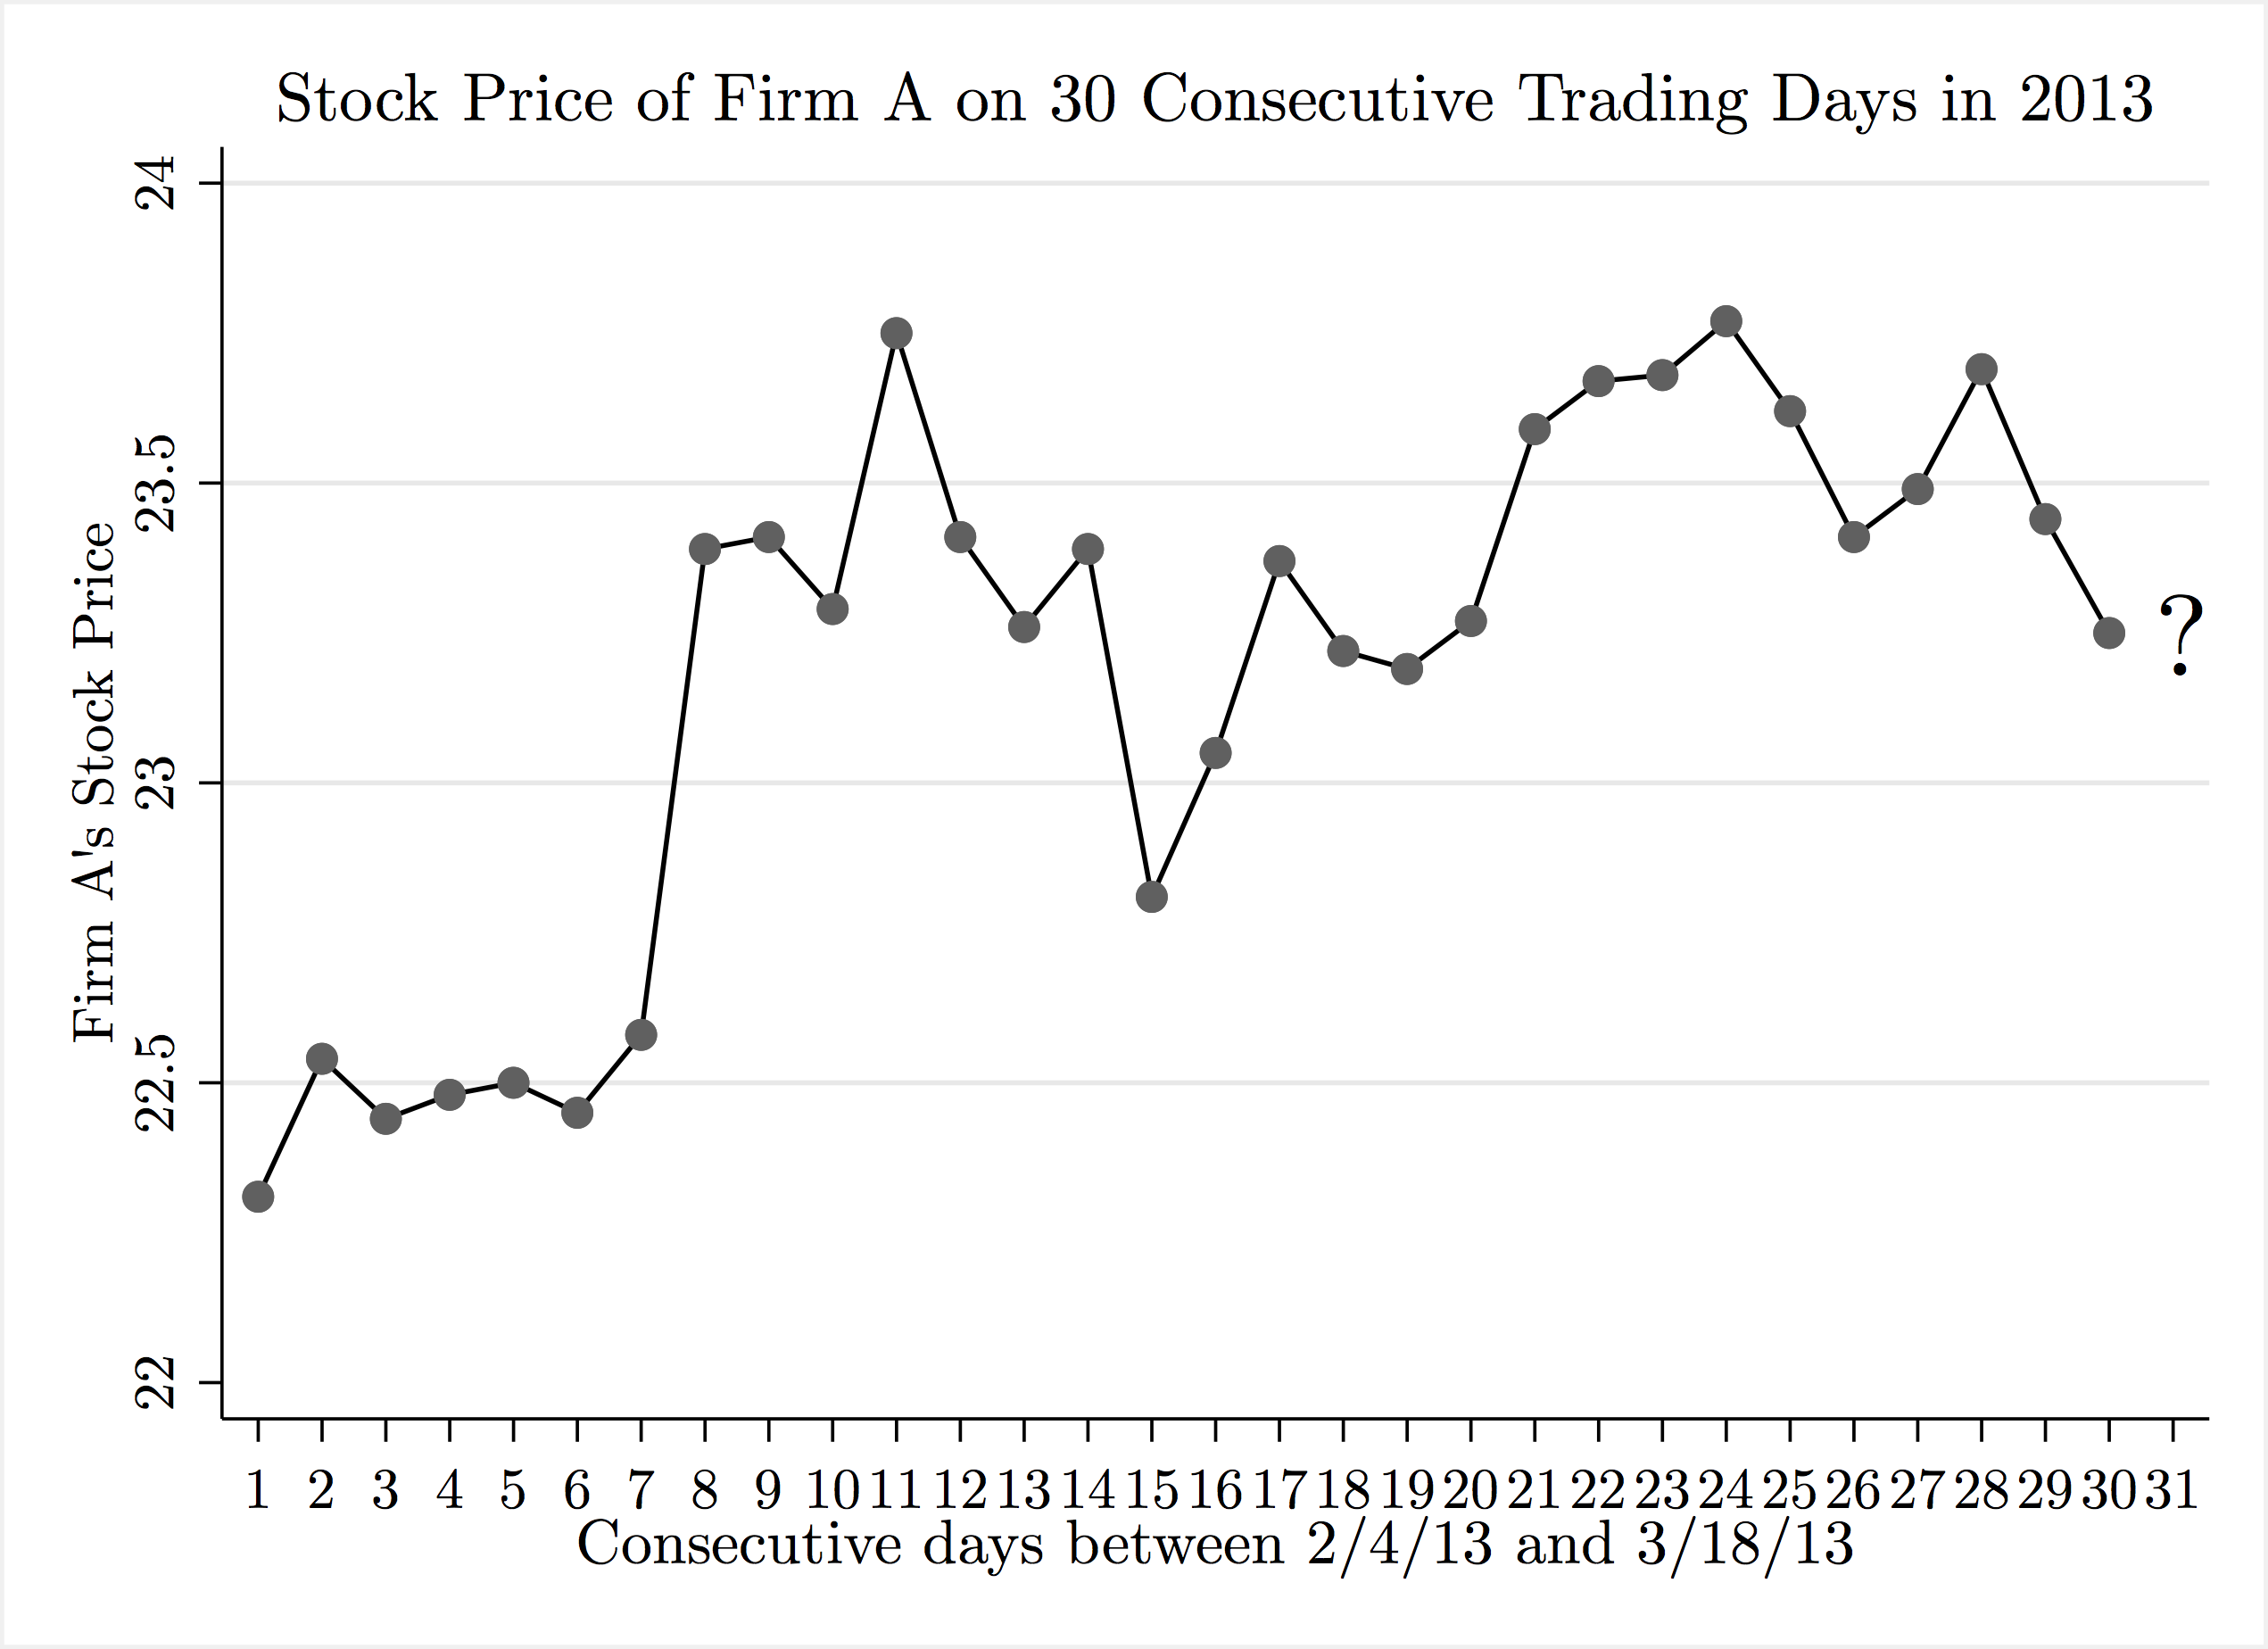 Stock Price of Firm A on 30 Consecutive Trading Days in 2013
Firm A's Stock Price
24
23.5
23
22.5
22
?
1 2 3 4 5 6 7 8 9 10 11 12 13 14 15 16 17 18 19 20 21 22 23 24 25 26 27 28 29 30 31
Consecutive days between 2/4/13 and 3/18/13